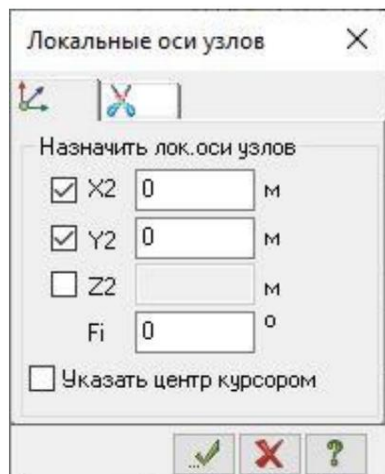 Локальные оси узлов
Назначить лок.оси узлов
X2 0 м
Y2 0 м
Z2 м
Fi 0 °
Указать центр курсором
?